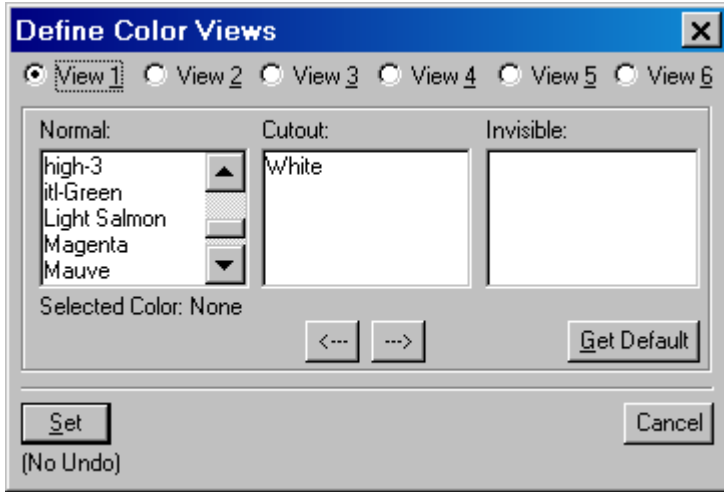 Define Color Views
View 1 View 2 View 3 View 4 View 5 View 6
Normal: Cutout: Invisible:
high-3 White
itl-Green
Light Salmon
Magenta
Mauve
Selected Color: None
<--- ---> Get Default
Set Cancel
(No Undo)